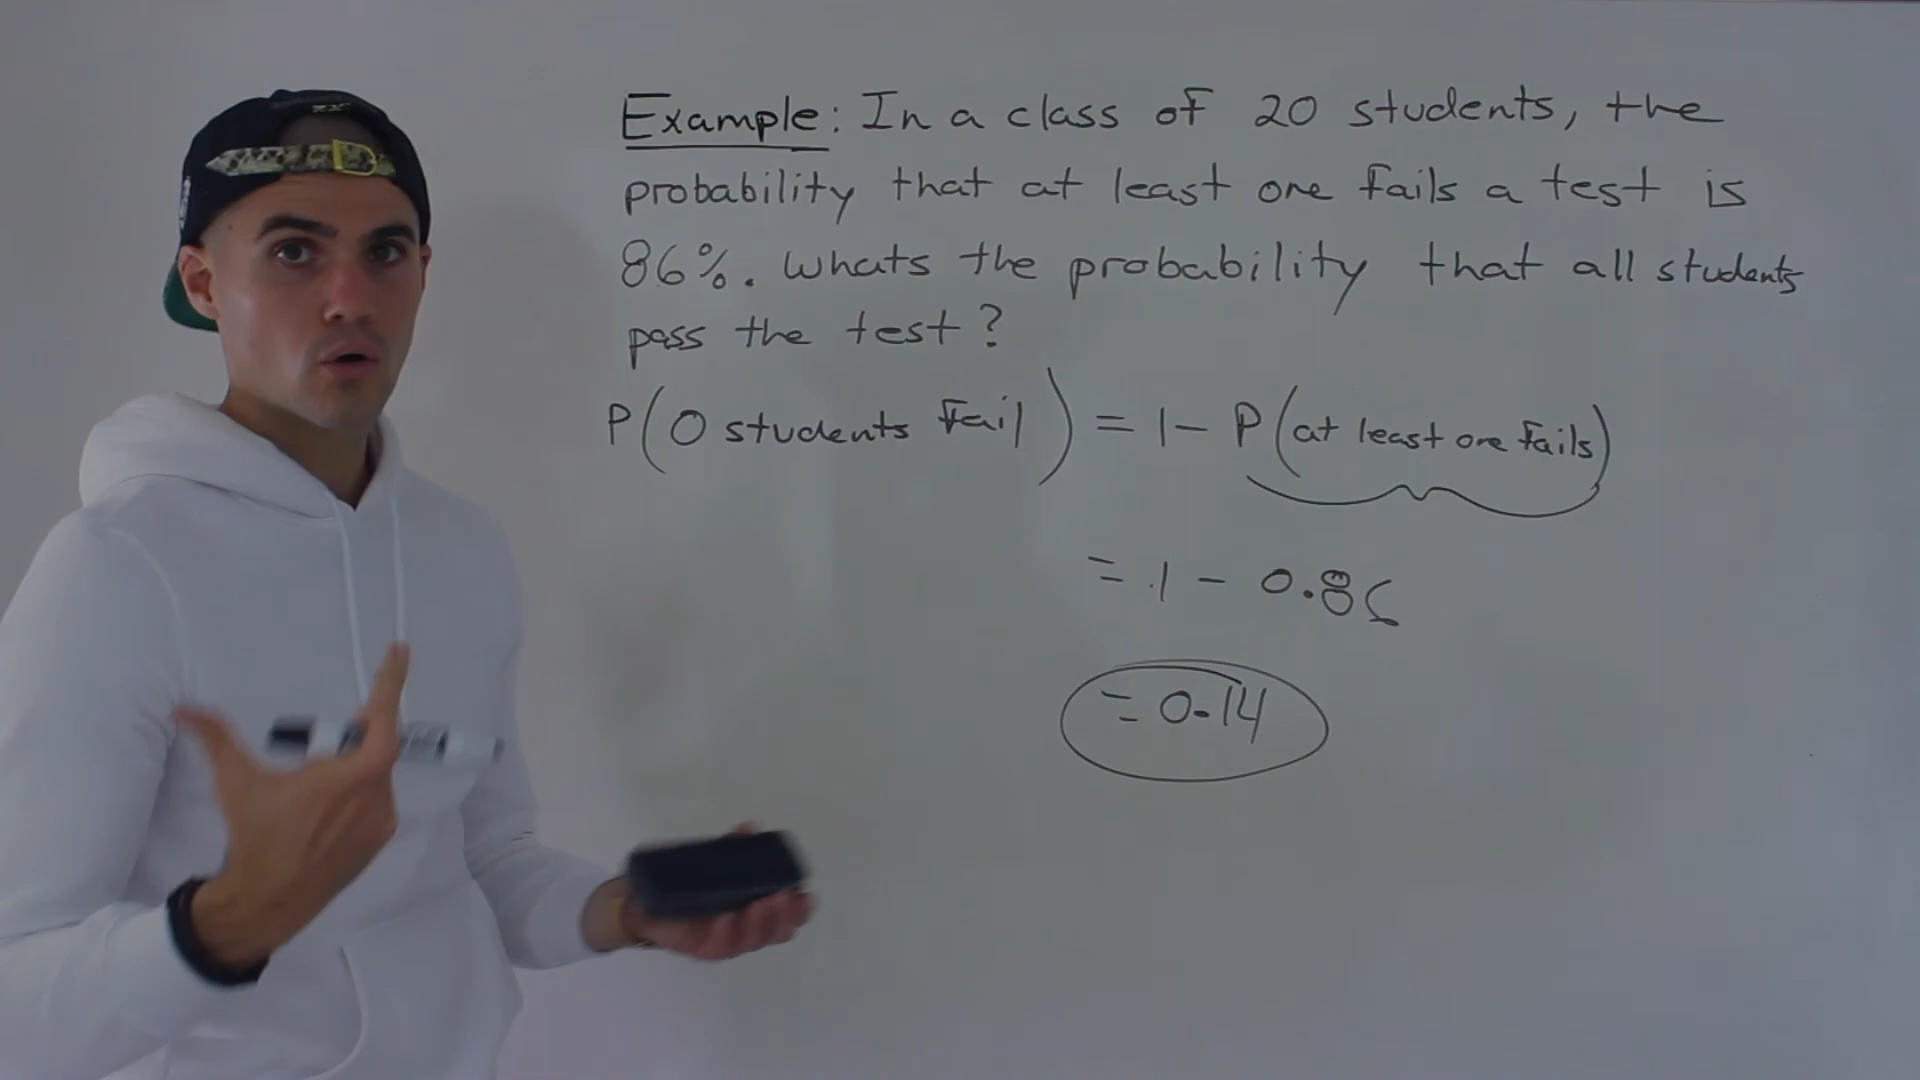 Example: In a class of 20 students, the
probability that at least one fails a test is
86%. Whats the probability that all students
pass the test?
P(0 students fail) = 1 - P(at least one fails)
= 1 - 0.86
= 0.14